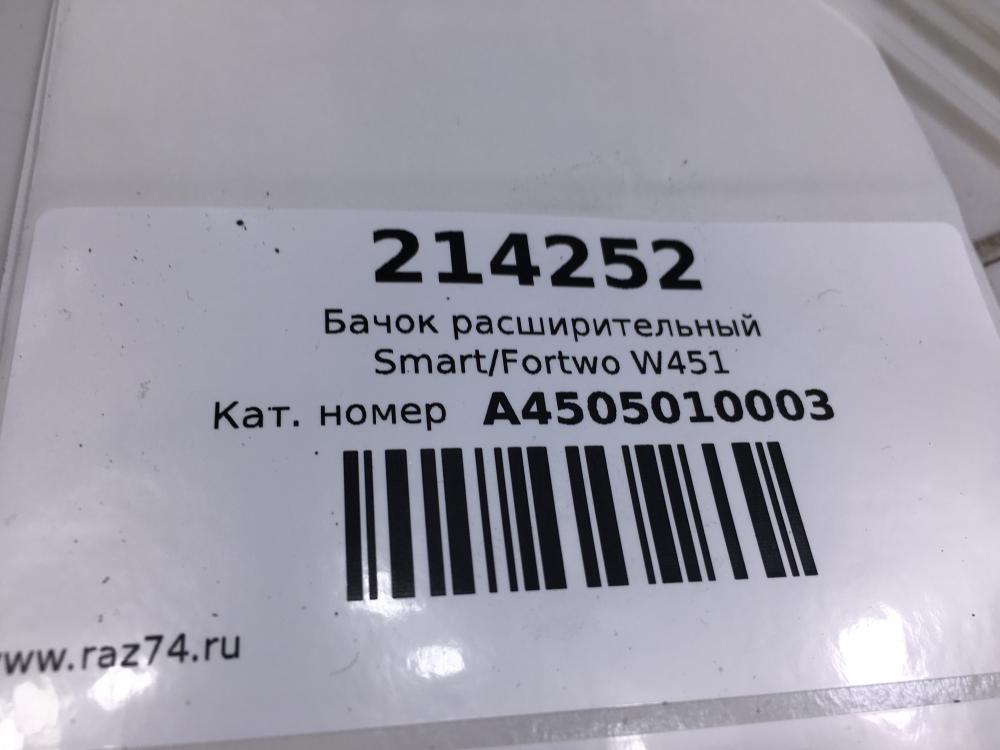 214252
Бачок расширительный
Smart/Fortwo W451
Кат. номер A4505010003
www.raz74.ru